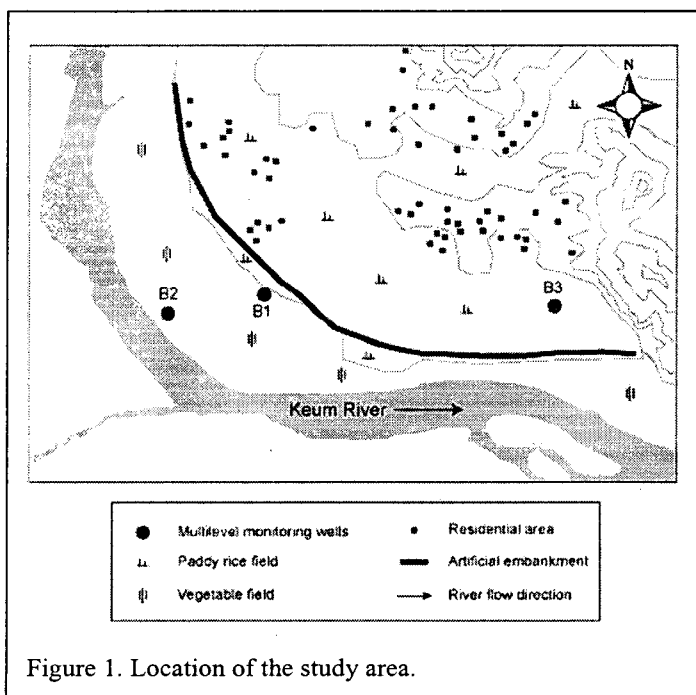 N
B2
B1
B3
Keum River
Multilevel monitoring wells
Residential area
Paddy rice field
Artificial embankment
Vegetable field
River flow direction
Figure 1. Location of the study area.